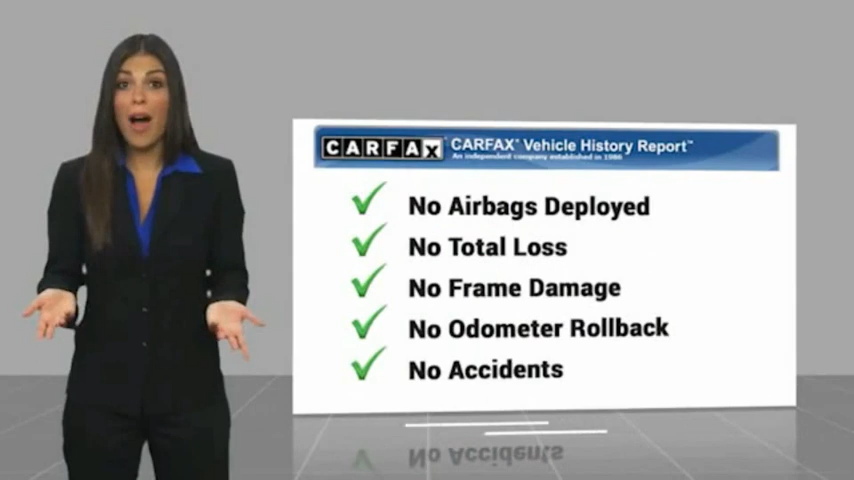 CARFAX CARFAX® Vehicle History Report™
An independent company established in 1986
No Airbags Deployed
No Total Loss
No Frame Damage
No Odometer Rollback
No Accidents
No Accidents